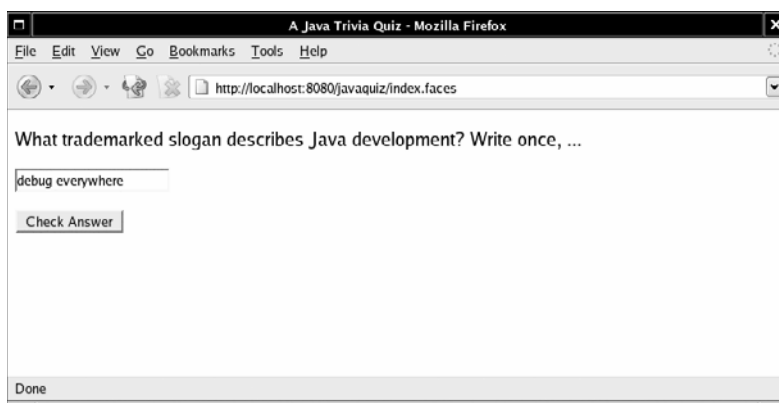 A Java Trivia Quiz - Mozilla Firefox
File Edit View Go Bookmarks Tools Help
http://localhost:8080/javaquiz/index.faces
What trademarked slogan describes Java development? Write once, ...
debug everywhere
Check Answer
Done